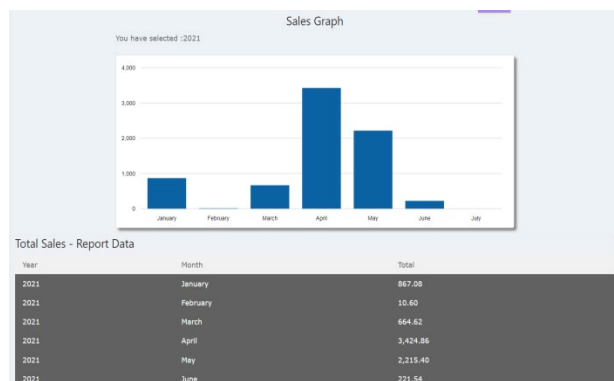 Sales Graph
You have selected :2021
4,000
3,000
2,000
1,000
0
January February March April May June July
Total Sales - Report Data
Year Month Total
2021 January 867.08
2021 February 10.60
2021 March 664.62
2021 April 3,424.86
2021 May 2,215.40
2021 June 221.54